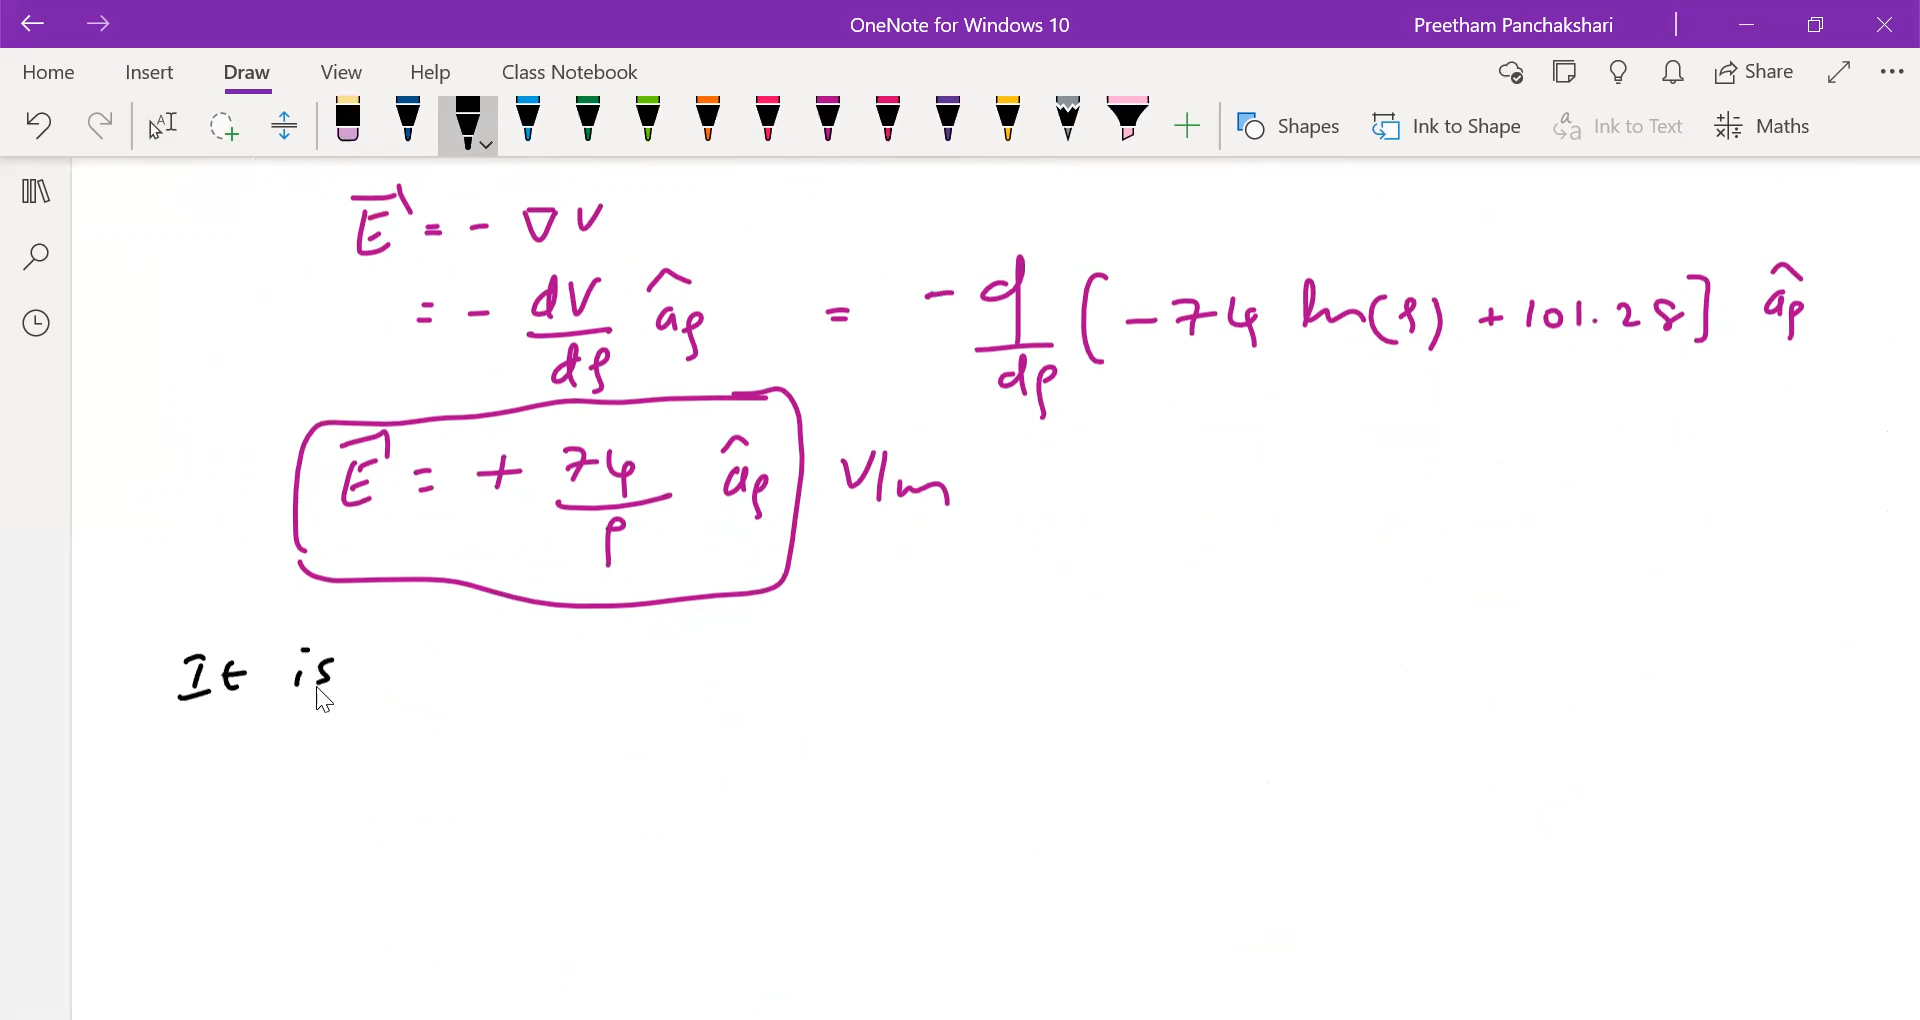 OneNote for Windows 10
Preetham Panchakshari
Home Insert Draw View Help Class Notebook Share
Shapes Ink to Shape Ink to Text Maths
E⃗ = - ∇V
= - dV/dρ âρ = -d/dρ [-74 ln(ρ) + 101.28] âρ
E⃗ = + 74/ρ âρ V/m
It is